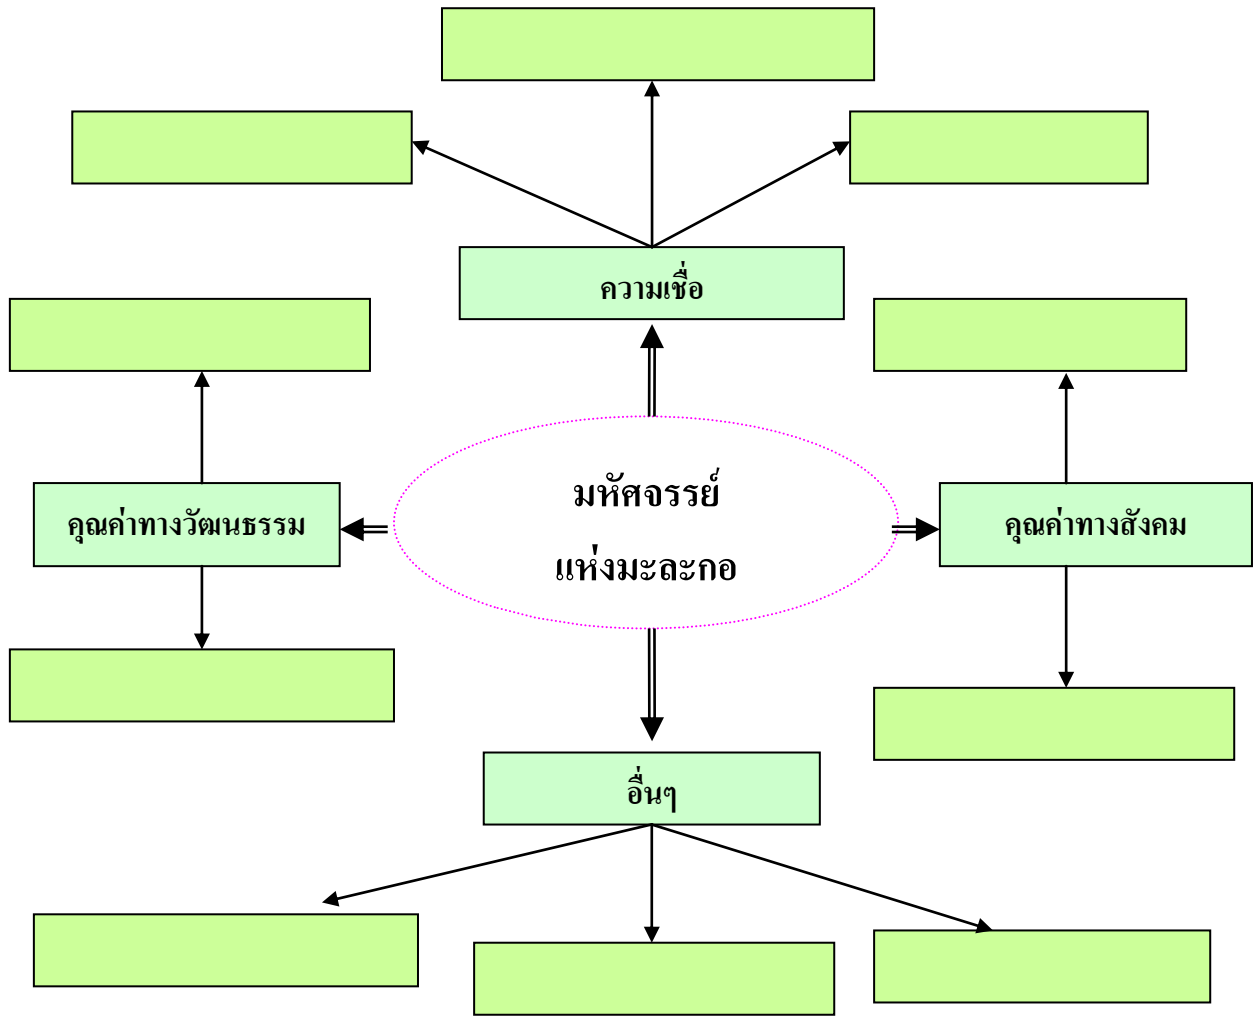 ความเชื่อ
มหัศจรรย์
แห่งมะละกอ
คุณค่าทางวัฒนธรรม
คุณค่าทางสังคม
อื่นๆ